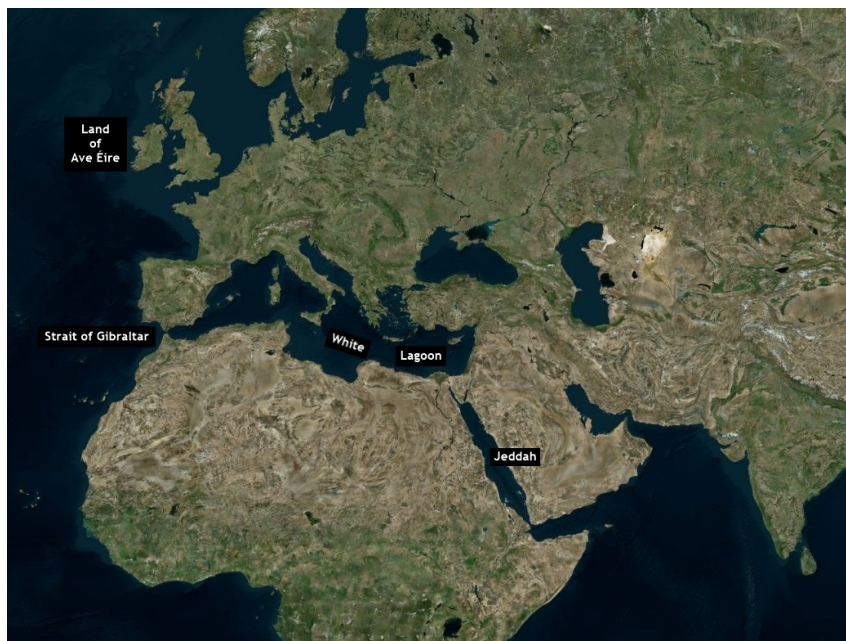 Land
of
Ave Éire
Strait of Gibraltar
White
Lagoon
Jeddah